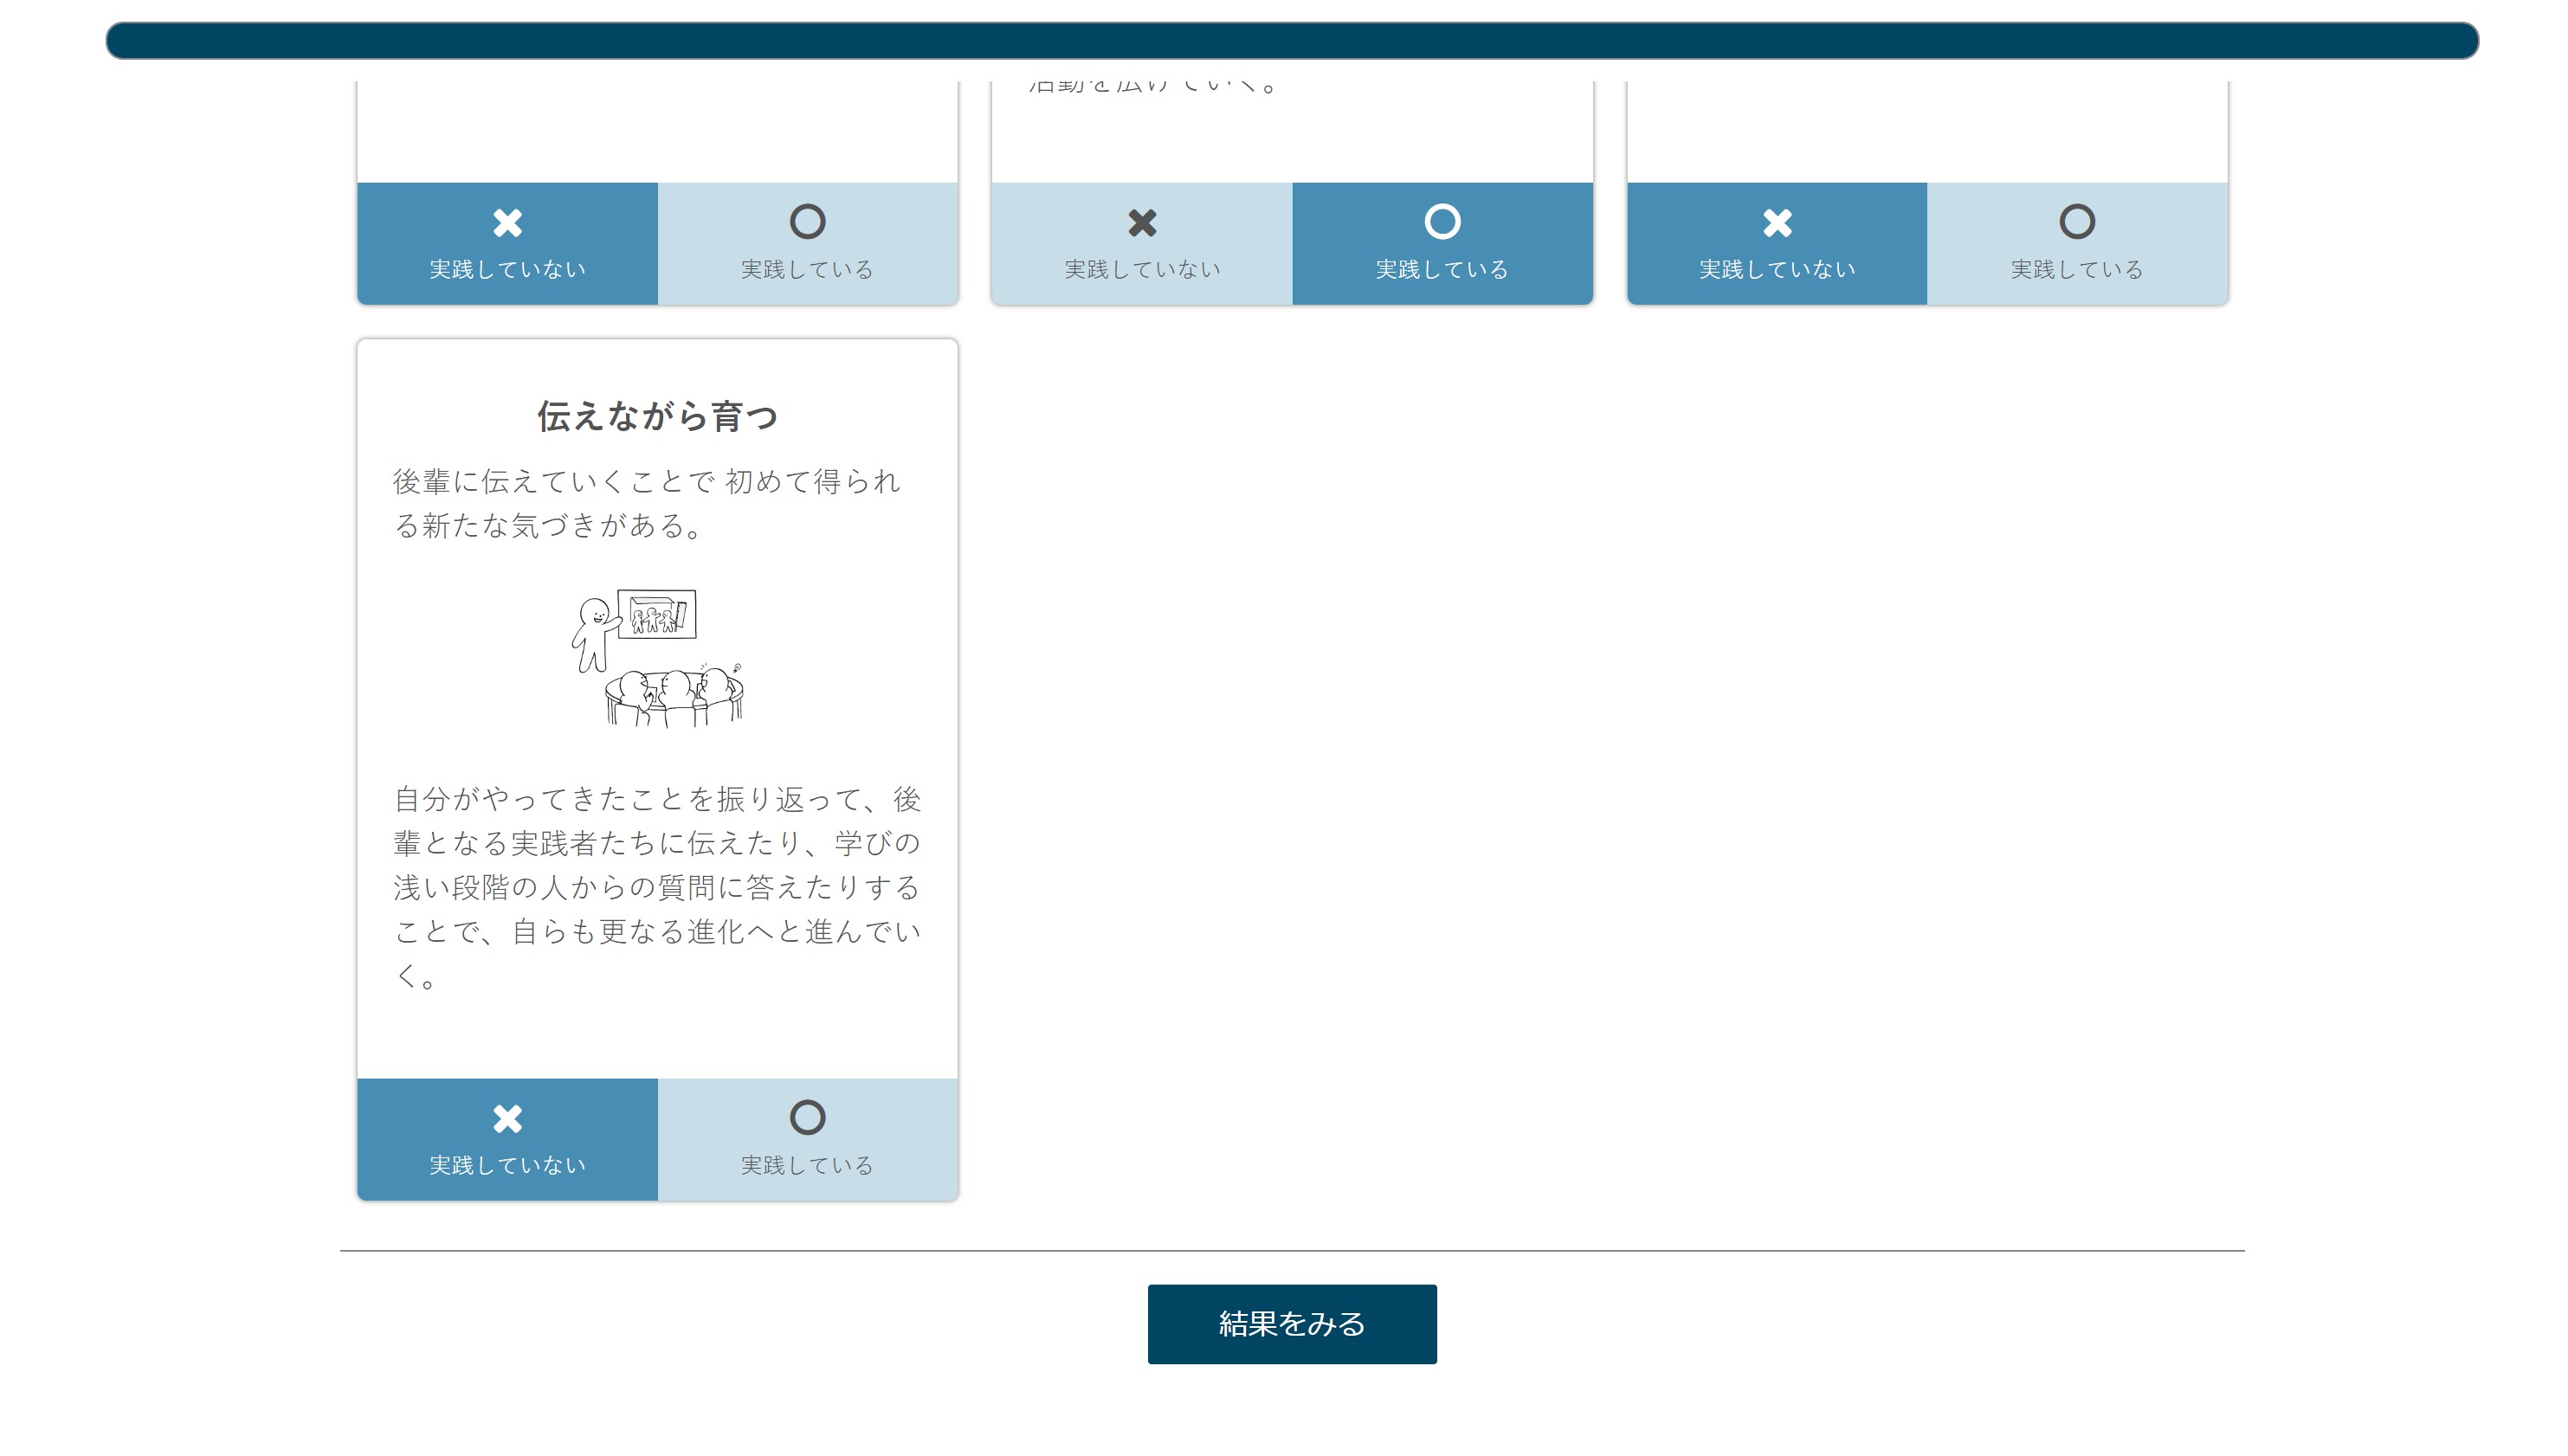 活動を広げていく。
実践していない 実践している 実践していない 実践している 実践していない 実践している
伝えながら育つ
後輩に伝えていくことで 初めて得られ
る新たな気づきがある。
自分がやってきたことを振り返って、後
輩となる実践者たちに伝えたり、学びの
浅い段階の人からの質問に答えたりする
ことで、自らも更なる進化へと進んでい
く。
実践していない 実践している
結果をみる